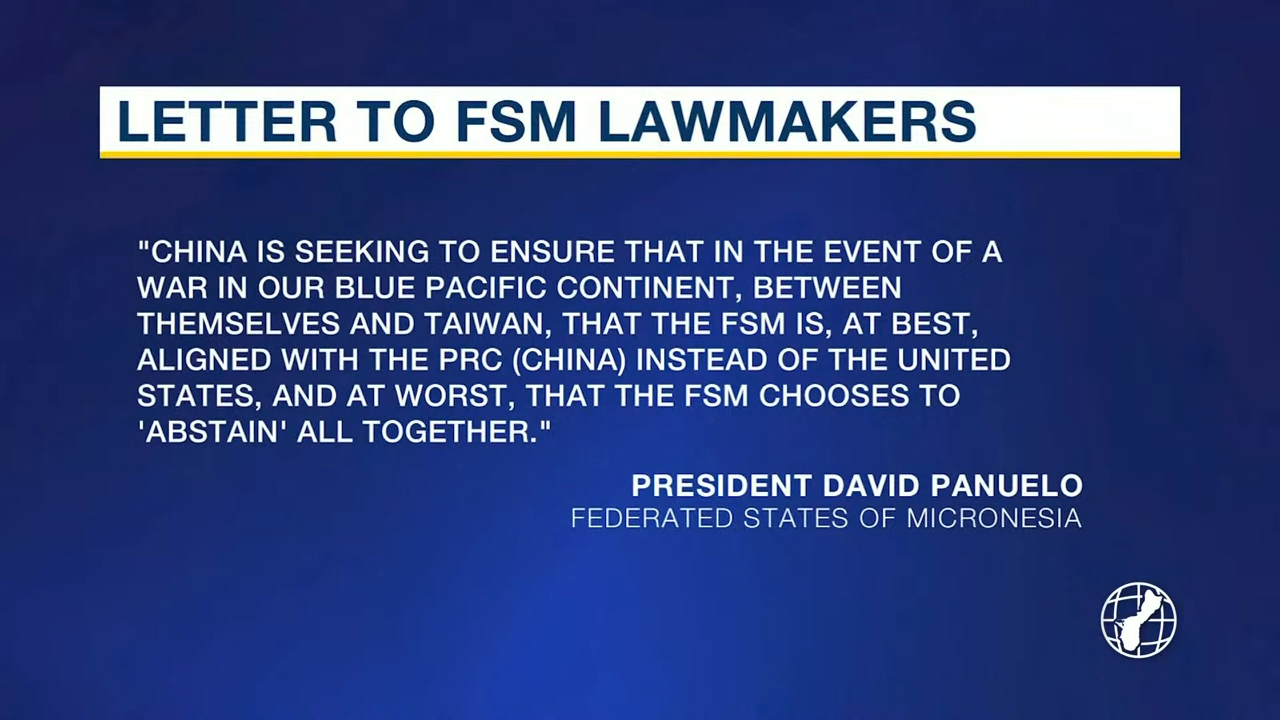 LETTER TO FSM LAWMAKERS
"CHINA IS SEEKING TO ENSURE THAT IN THE EVENT OF A
WAR IN OUR BLUE PACIFIC CONTINENT, BETWEEN
THEMSELVES AND TAIWAN, THAT THE FSM IS, AT BEST,
ALIGNED WITH THE PRC (CHINA) INSTEAD OF THE UNITED
STATES, AND AT WORST, THAT THE FSM CHOOSES TO
'ABSTAIN' ALL TOGETHER."
PRESIDENT DAVID PANUELO
FEDERATED STATES OF MICRONESIA